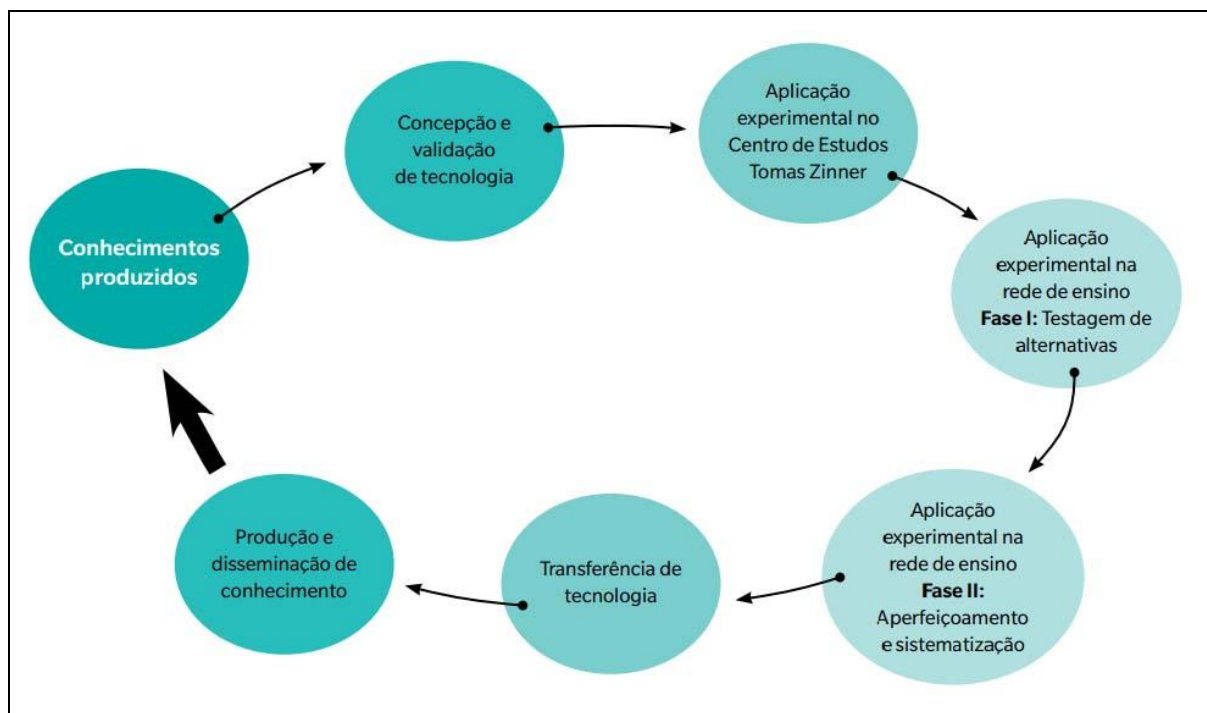 Conhecimentos
produzidos
Concepção e
validação
de tecnologia
Aplicação
experimental no
Centro de Estudos
Tomas Zinner
Aplicação
experimental na
rede de ensino
Fase I: Testagem de
alternativas
Aplicação
experimental na
rede de ensino
Fase II:
Aperfeiçoamento
e sistematização
Transferência de
tecnologia
Produção e
disseminação de
conhecimento